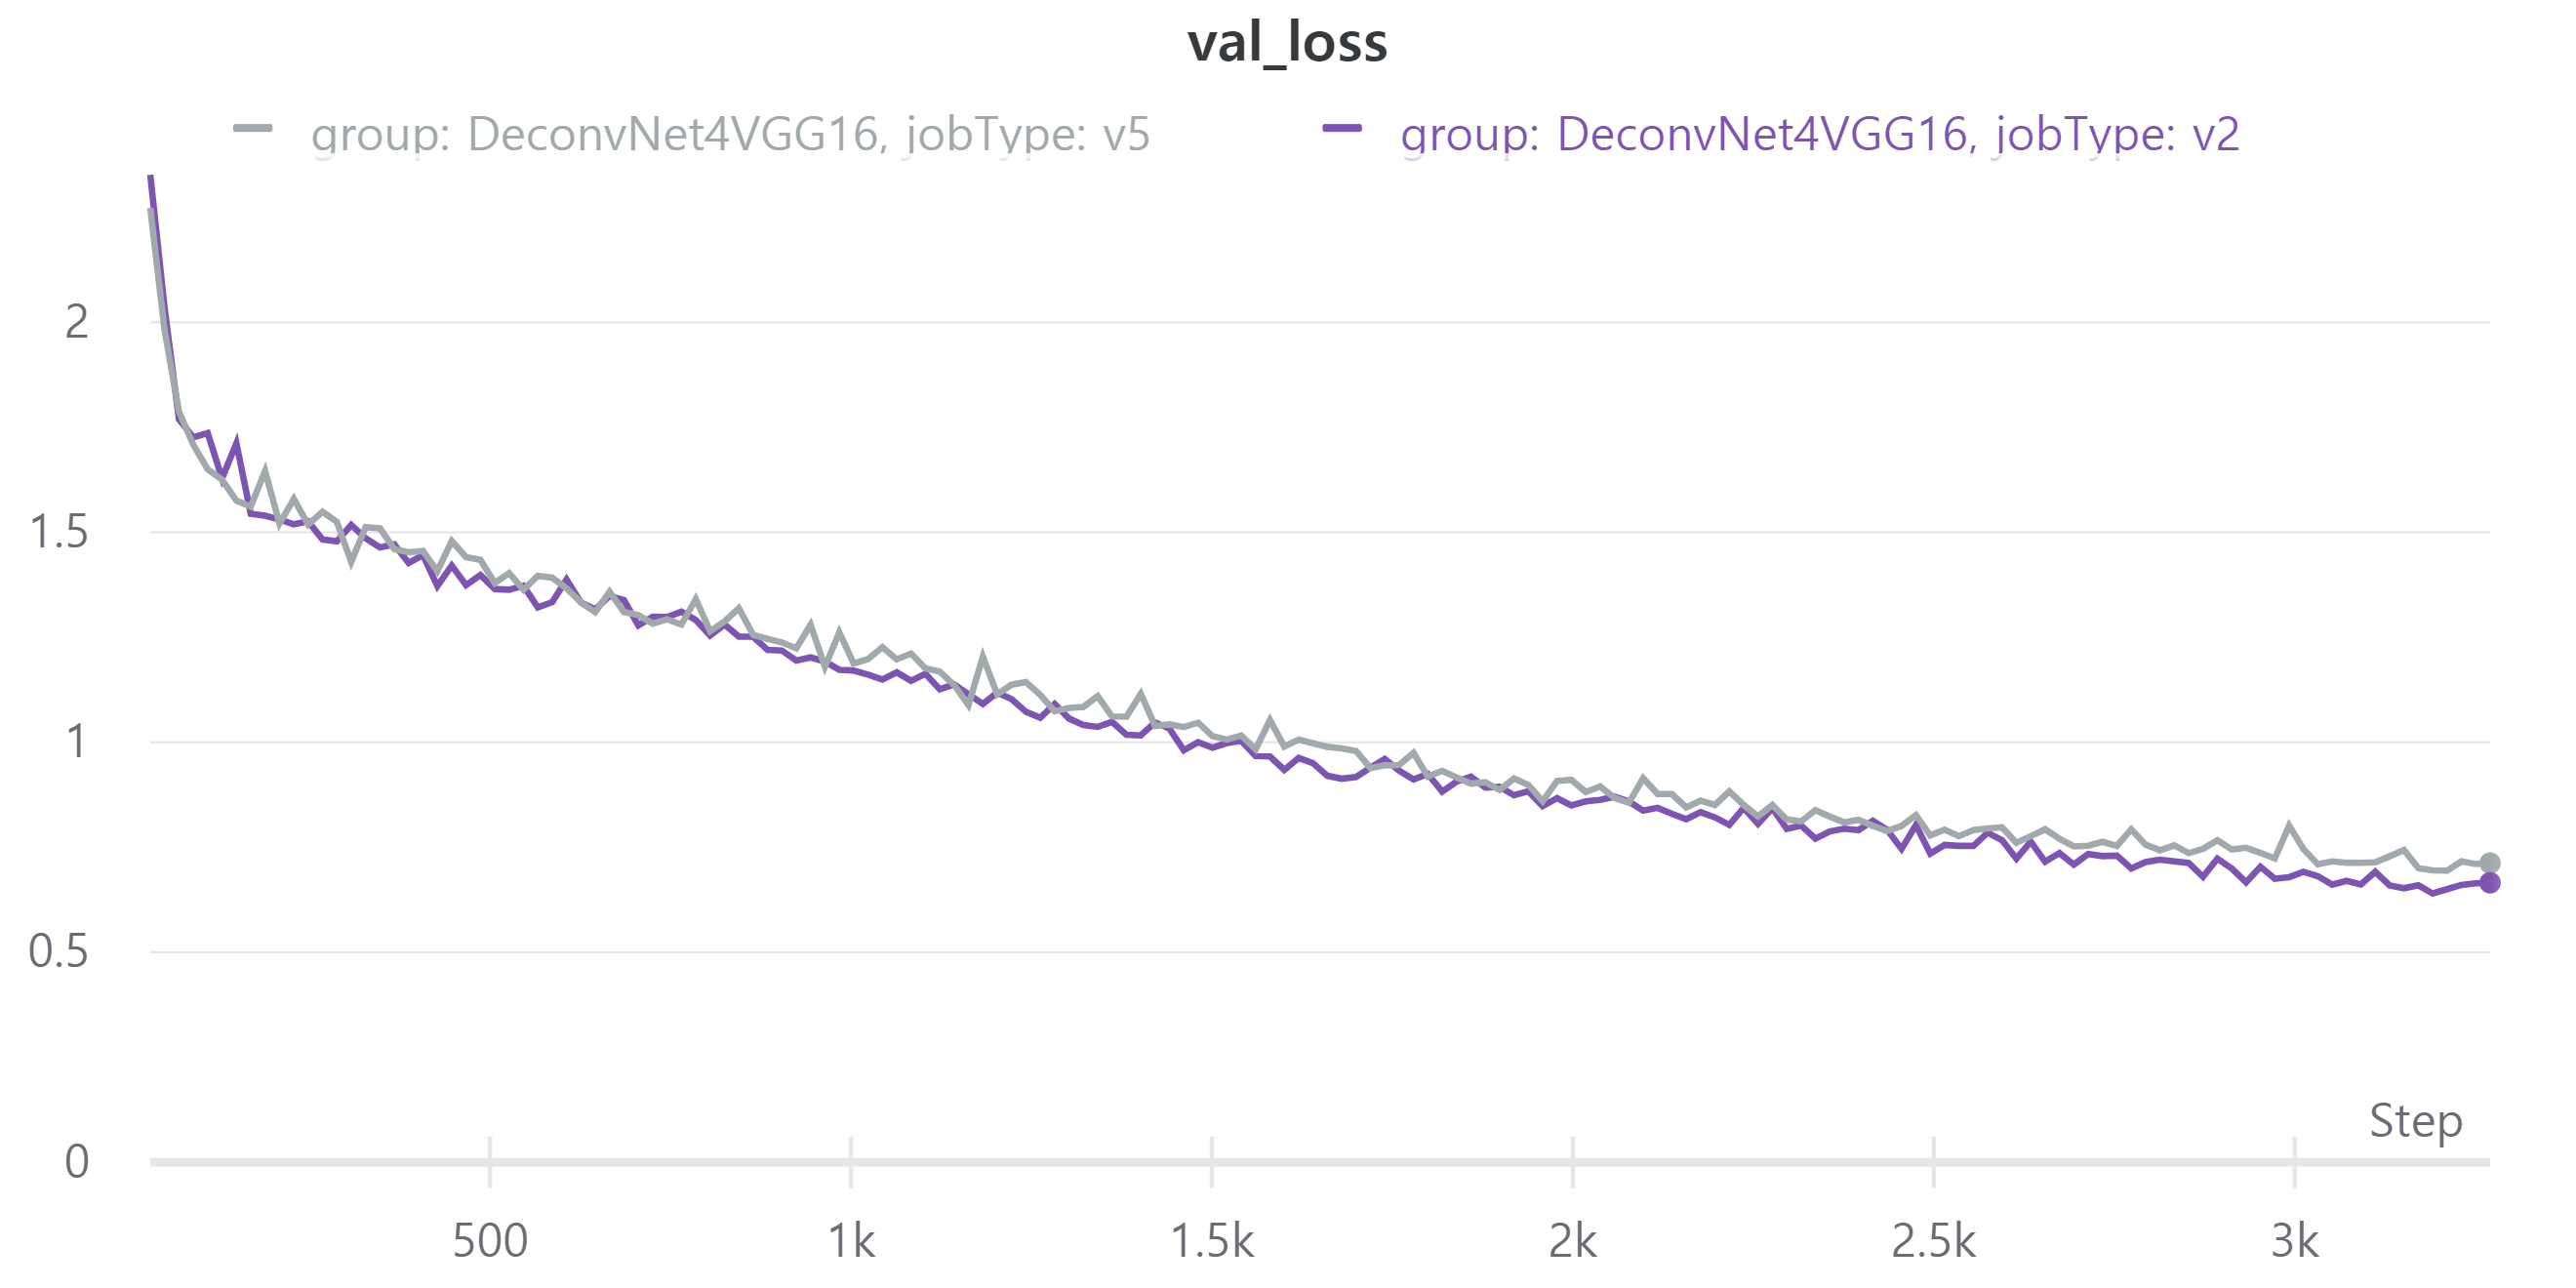 val_loss
group: DeconvNet4VGG16, jobType: v5
group: DeconvNet4VGG16, jobType: v2
2
1.5
1
0.5
0
Step
500
1k
1.5k
2k
2.5k
3k